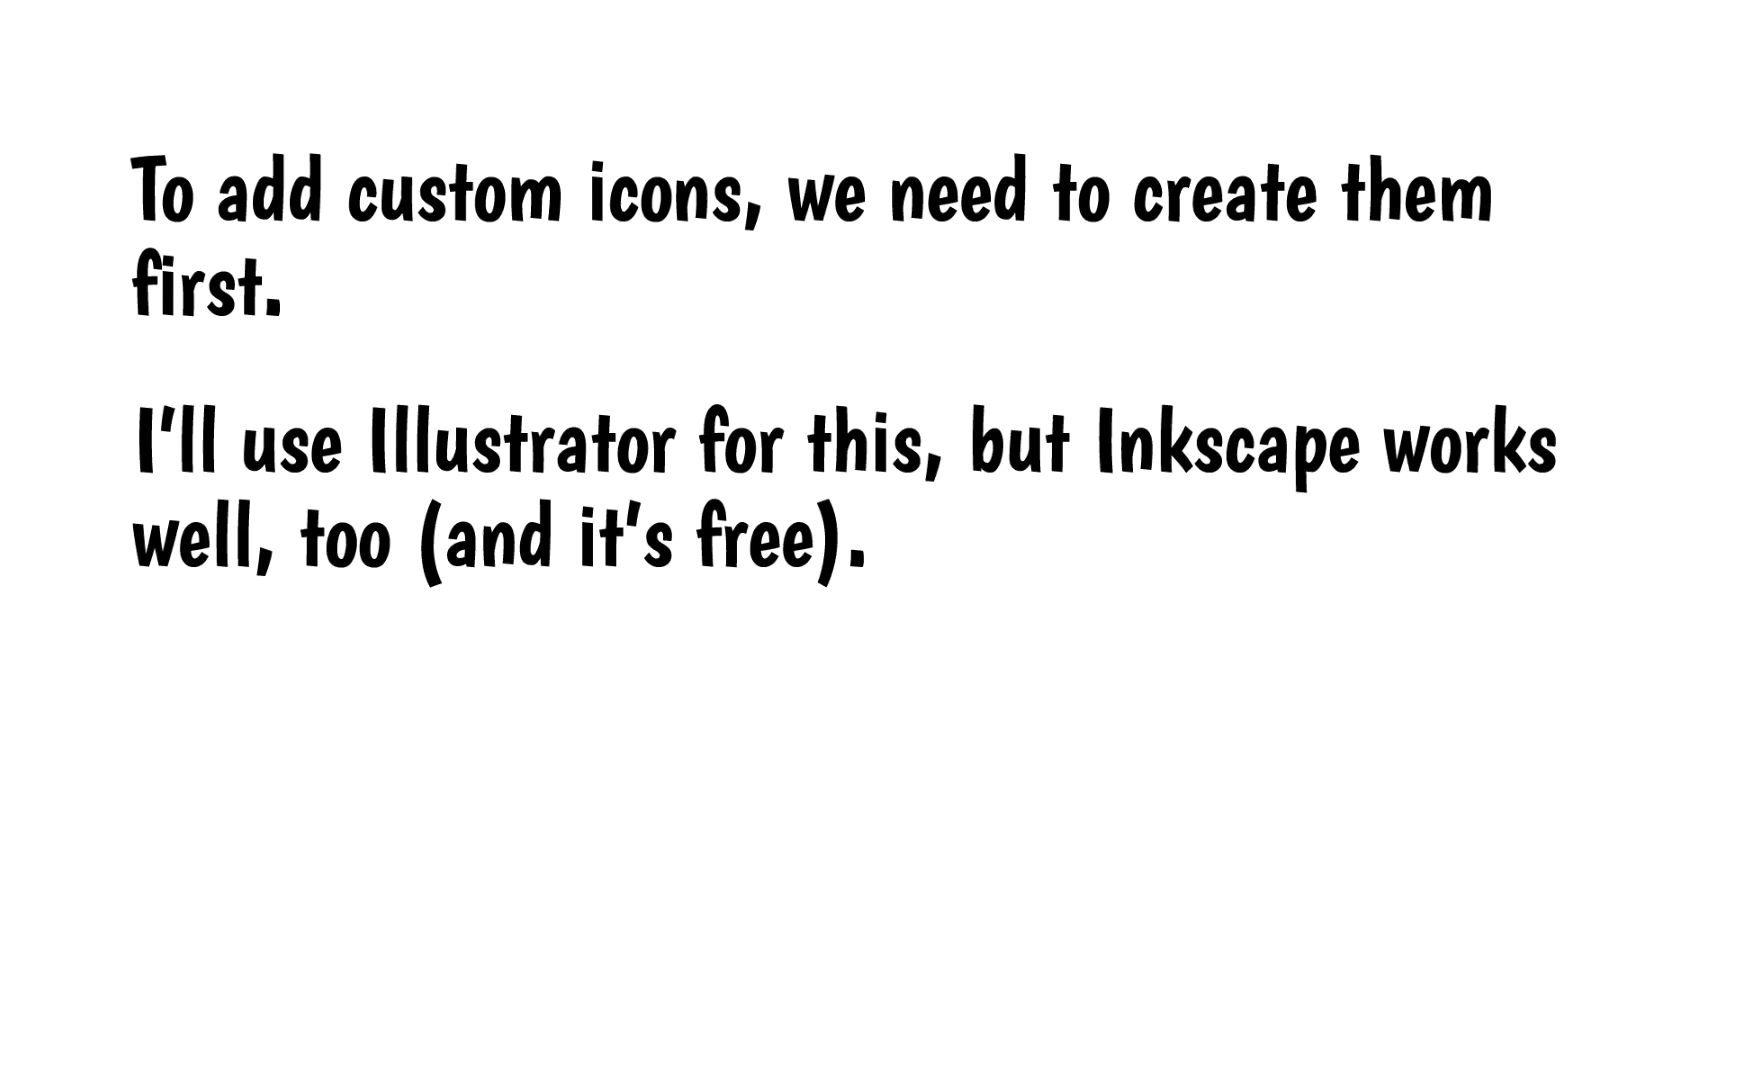 To add custom icons, we need to create them
first.
I’ll use Illustrator for this, but Inkscape works
well, too (and it’s free).